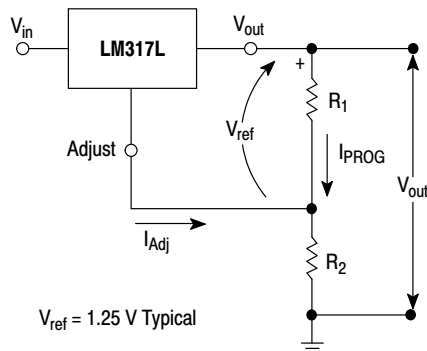 V_in
LM317L
V_out
+
R_1
V_ref
Adjust
I_PROG
V_out
I_Adj
R_2
V_ref = 1.25 V Typical